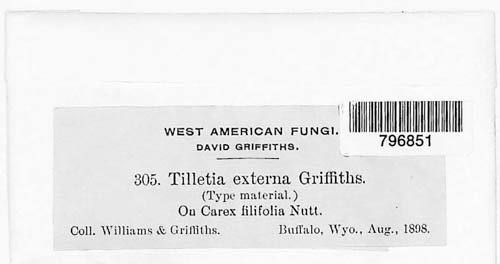 WEST AMERICAN FUNGI.
DAVID GRIFFITHS.
796851
305. Tilletia externa Griffiths.
(Type material.)
On Carex filifolia Nutt.
Coll. Williams & Griffiths. Buffalo, Wyo., Aug., 1898.